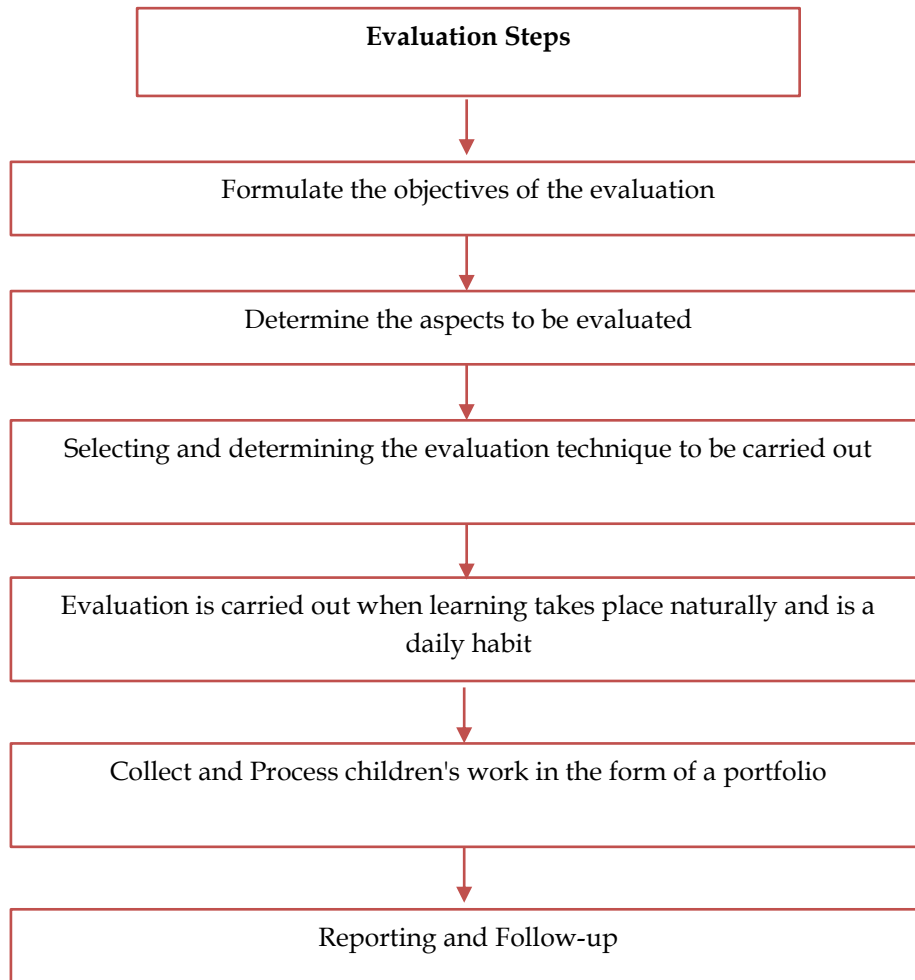 Evaluation Steps
Formulate the objectives of the evaluation
Determine the aspects to be evaluated
Selecting and determining the evaluation technique to be carried out
Evaluation is carried out when learning takes place naturally and is a
daily habit
Collect and Process children's work in the form of a portfolio
Reporting and Follow-up